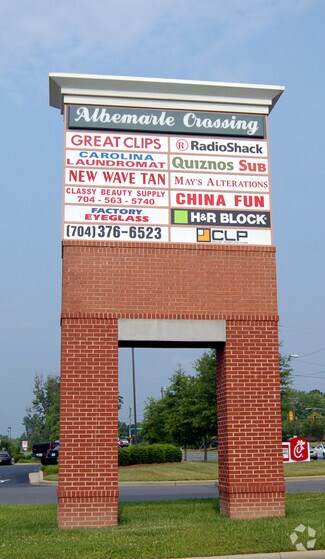 Albemarle Crossing
GREAT CLIPS
® RadioShack
CAROLINA
LAUNDROMAT
QUIZNOS SUB
NEW WAVE TAN
MAY'S ALTERATIONS
CLASSY BEAUTY SUPPLY
704 - 563 - 5740
CHINA FUN
FACTORY
EYEGLASS
H&R BLOCK
(704) 376-6523
CLP